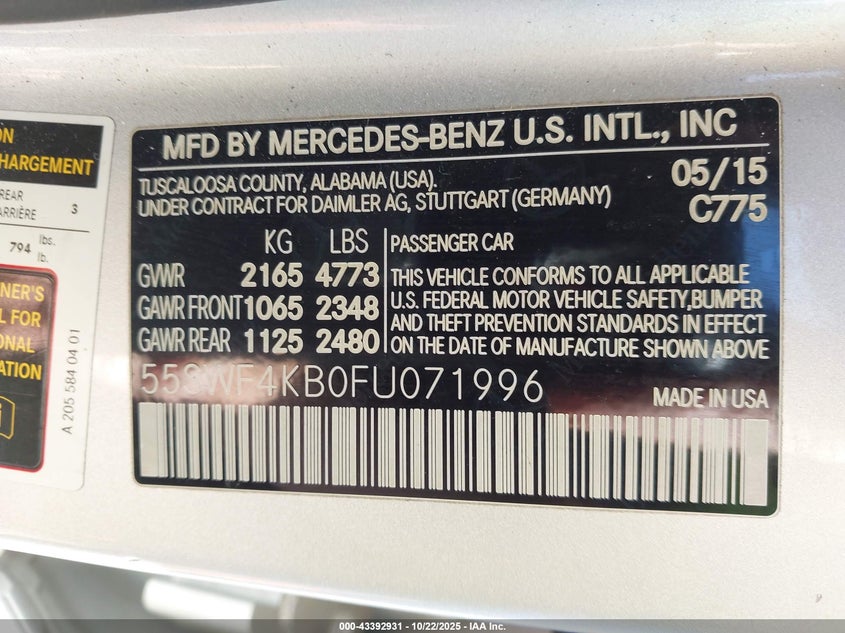 ON
HARGEMENT
REAR
ARRIÈRE 3
794 lbs.
lb.
NER'S
L FOR
ONAL
ATION
A 205 584 04 01
MFD BY MERCEDES-BENZ U.S. INTL., INC
TUSCALOOSA COUNTY, ALABAMA (USA). 05/15
UNDER CONTRACT FOR DAIMLER AG, STUTTGART (GERMANY) C775
KG LBS PASSENGER CAR
GVWR 2165 4773
GAWR FRONT 1065 2348
GAWR REAR 1125 2480
THIS VEHICLE CONFORMS TO ALL APPLICABLE
U.S. FEDERAL MOTOR VEHICLE SAFETY,BUMPER
AND THEFT PREVENTION STANDARDS IN EFFECT
ON THE DATE OF MANUFACTURE SHOWN ABOVE
55SWF4KB0FU071996
MADE IN USA
000-43392931 - 10/22/2025 - IAA Inc.